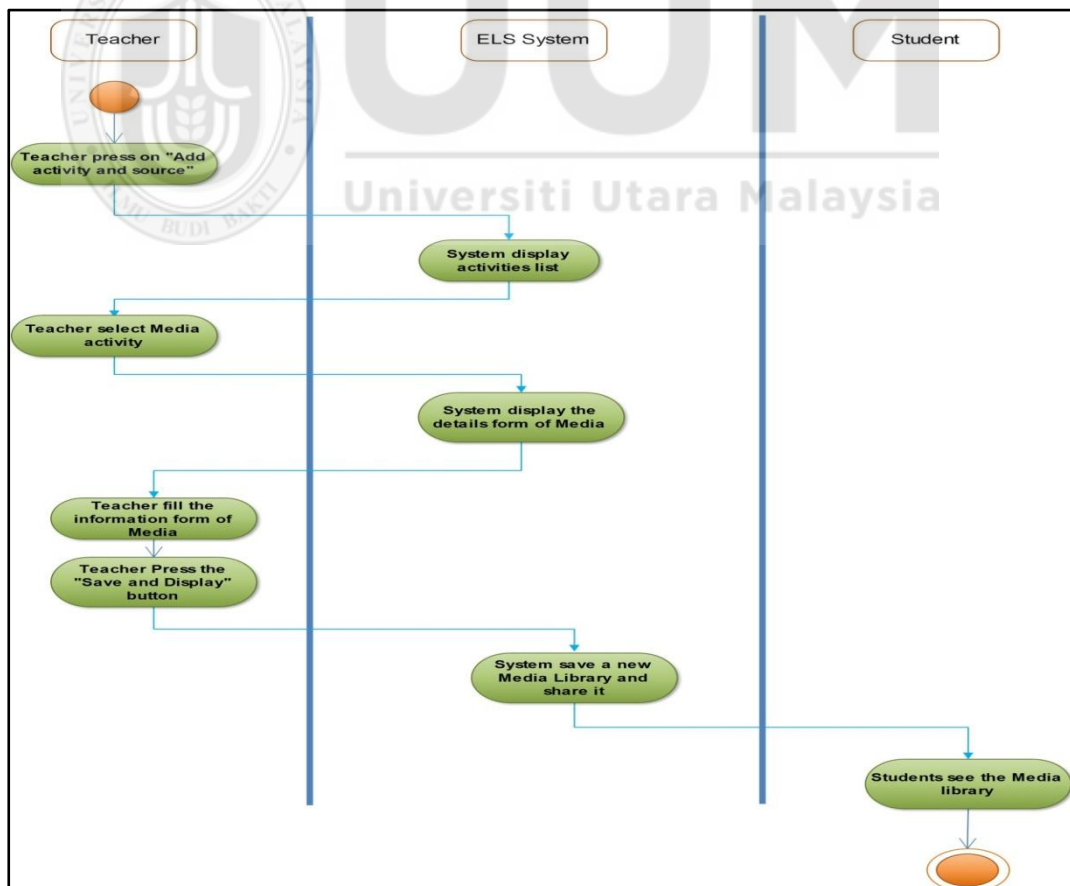 Teacher
ELS System
Student
UUM
Universiti Utara Malaysia
Teacher press on "Add
activity and source"
System display
activities list
Teacher select Media
activity
System display the
details form of Media
Teacher fill the
information form of
Media
Teacher Press the
"Save and Display"
button
System save a new
Media Library and
share it
Students see the Media
library